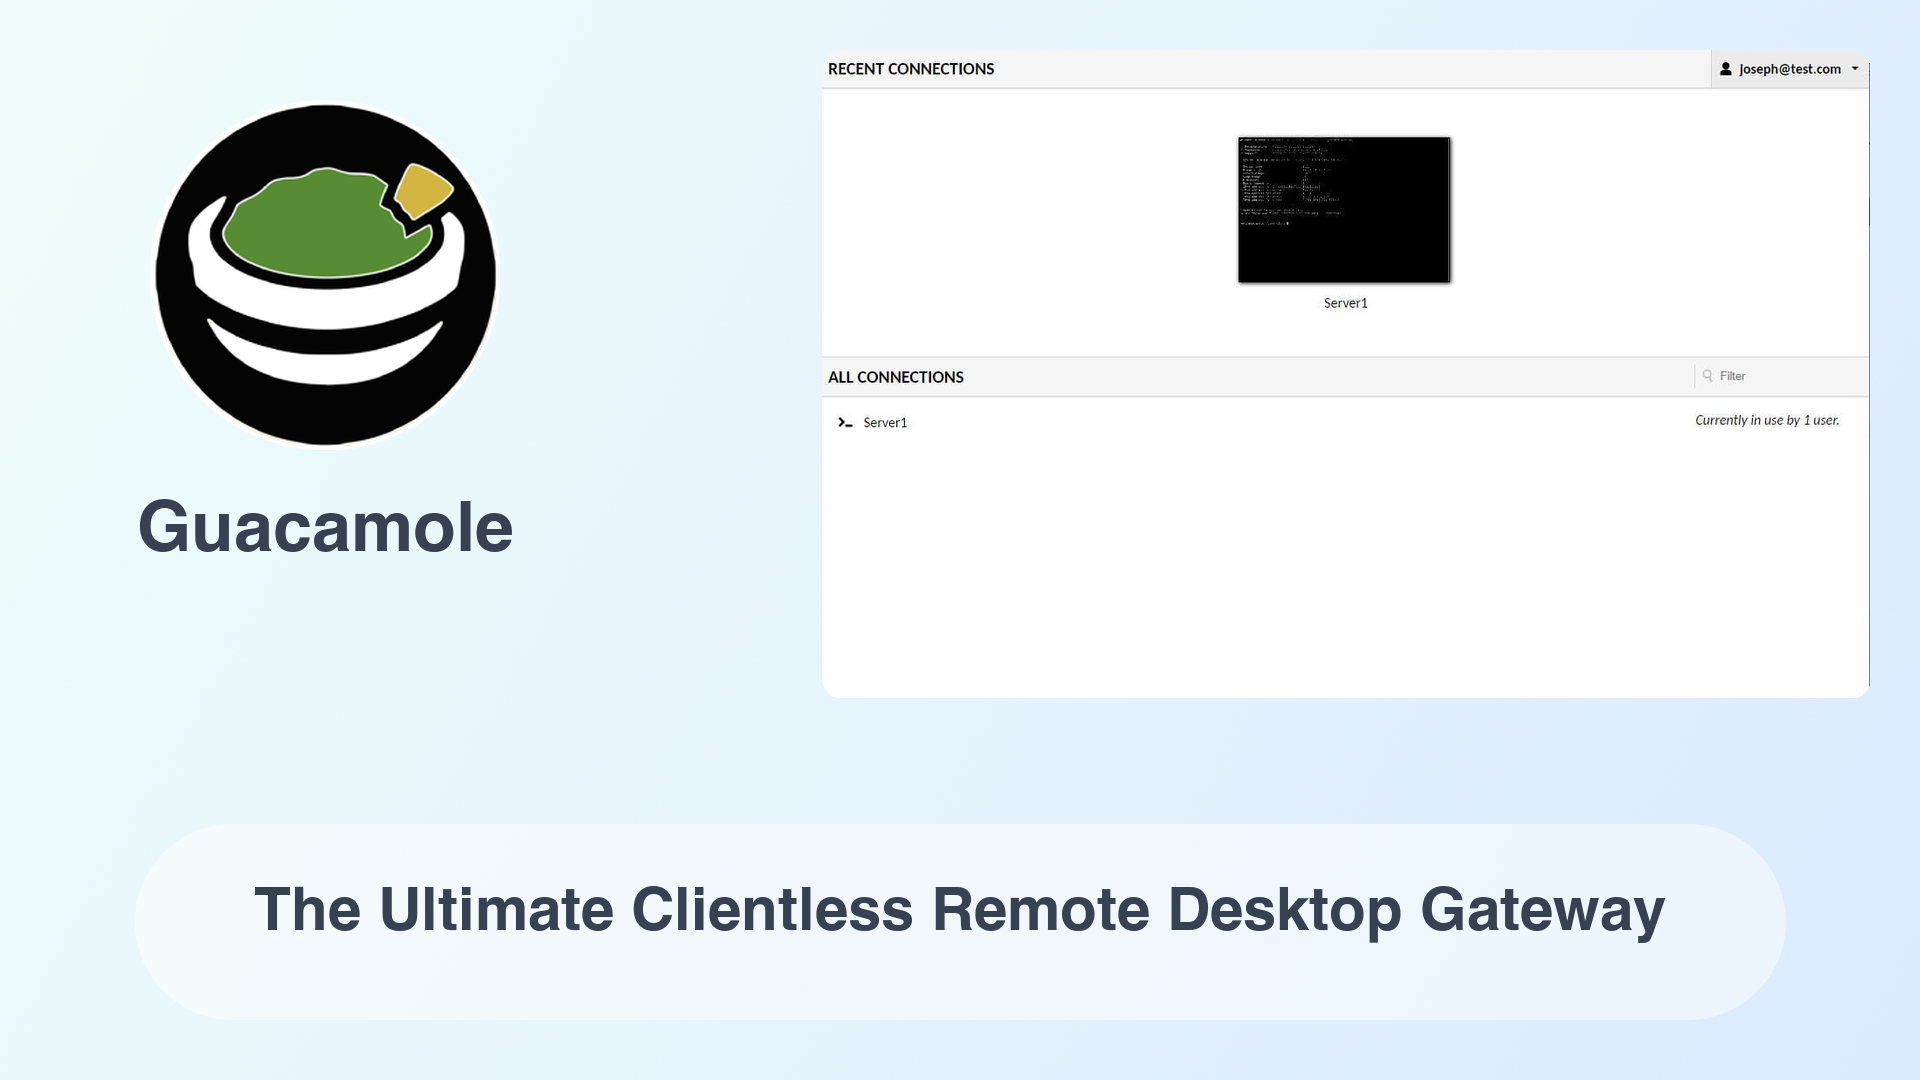 Guacamole
RECENT CONNECTIONS
joseph@test.com
Server1
ALL CONNECTIONS
Filter
Server1
Currently in use by 1 user.
The Ultimate Clientless Remote Desktop Gateway